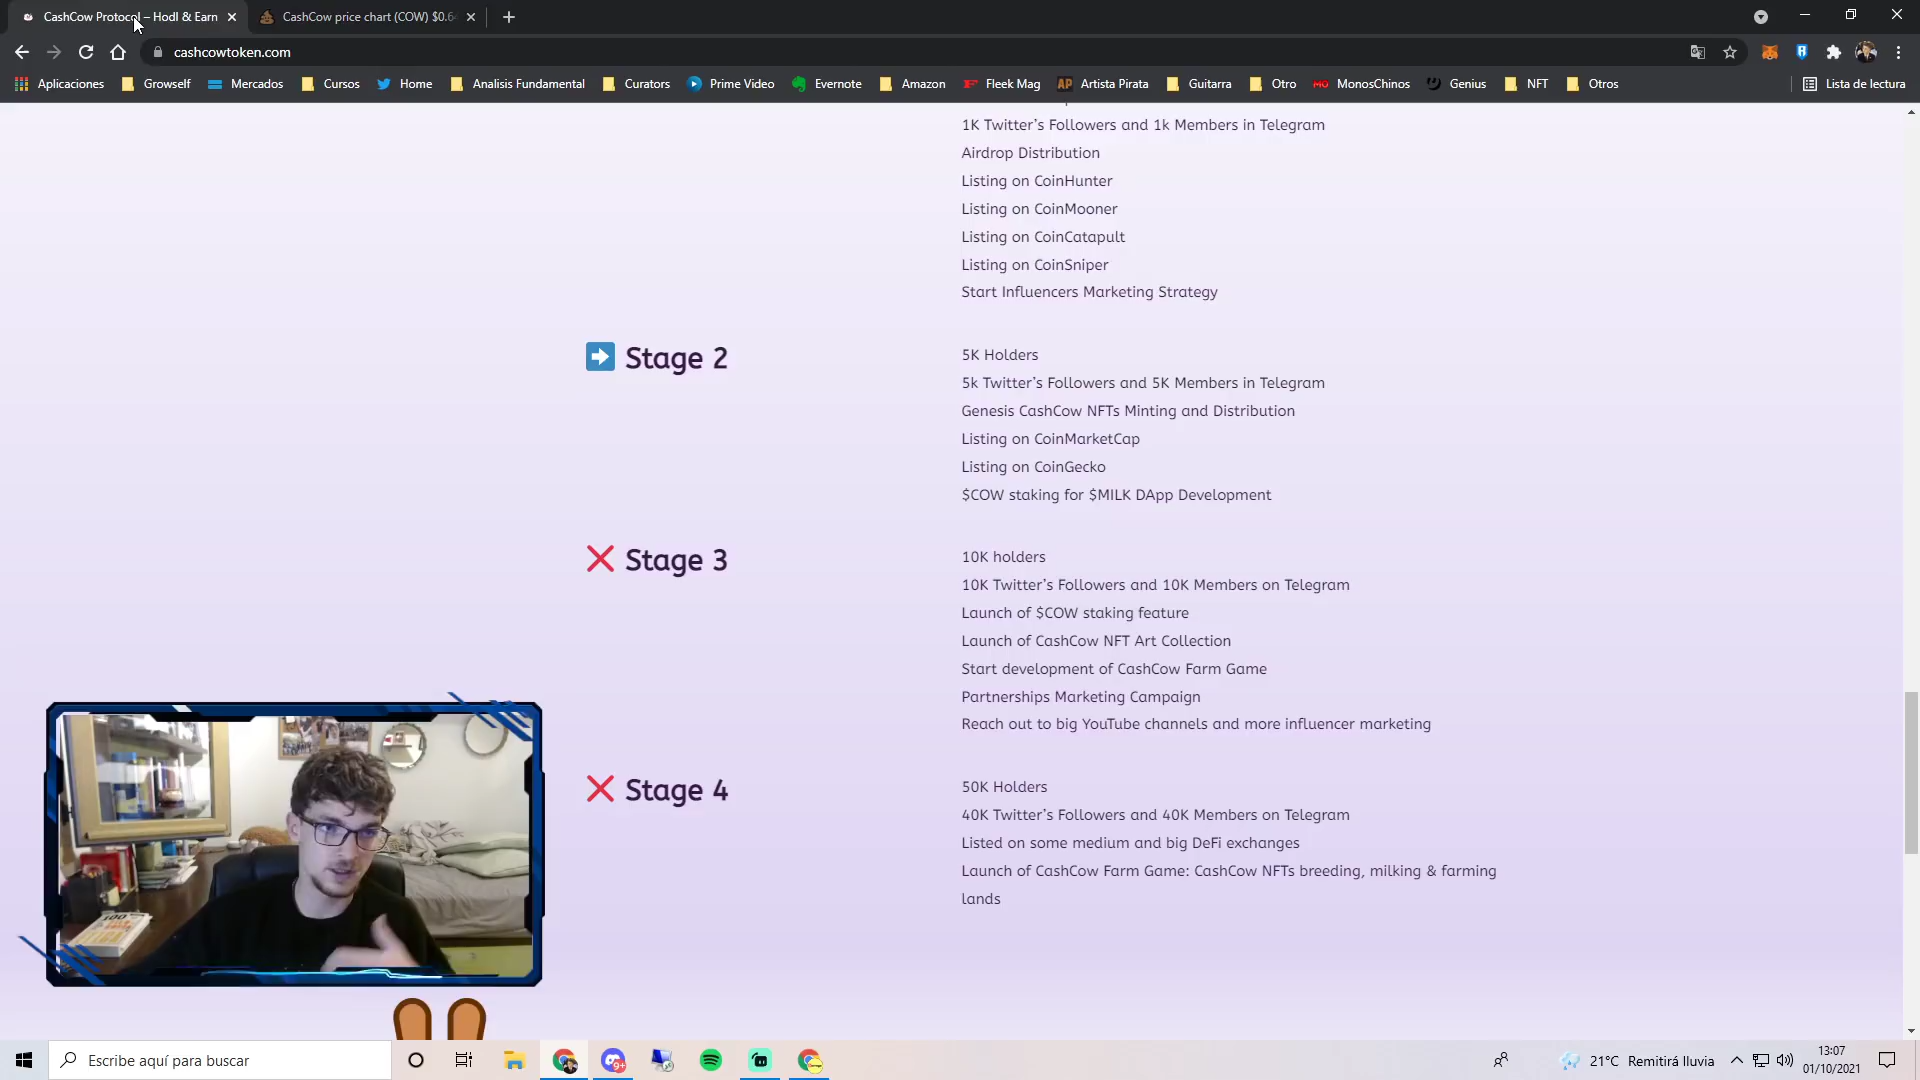 CashCow Protocol – Hodl & Earn
CashCow price chart (COW) $0.64
cashcowtoken.com
Aplicaciones
Growself
Mercados
Cursos
Home
Analisis Fundamental
Curators
Prime Video
Evernote
Amazon
Fleek Mag
AP
Artista Pirata
Guitarra
Otro
MO
MonosChinos
Genius
NFT
Otros
Lista de lectura
1K Twitter's Followers and 1k Members in Telegram
Airdrop Distribution
Listing on CoinHunter
Listing on CoinMooner
Listing on CoinCatapult
Listing on CoinSniper
Start Influencers Marketing Strategy
Stage 2
5K Holders
5k Twitter's Followers and 5K Members in Telegram
Genesis CashCow NFTs Minting and Distribution
Listing on CoinMarketCap
Listing on CoinGecko
$COW staking for $MILK DApp Development
Stage 3
10K holders
10K Twitter's Followers and 10K Members on Telegram
Launch of $COW staking feature
Launch of CashCow NFT Art Collection
Start development of CashCow Farm Game
Partnerships Marketing Campaign
Reach out to big YouTube channels and more influencer marketing
Stage 4
50K Holders
40K Twitter's Followers and 40K Members on Telegram
Listed on some medium and big DeFi exchanges
Launch of CashCow Farm Game: CashCow NFTs breeding, milking & farming
lands
100
Escribe aquí para buscar
9+
21°C Remitirá lluvia
13:07
01/10/2021